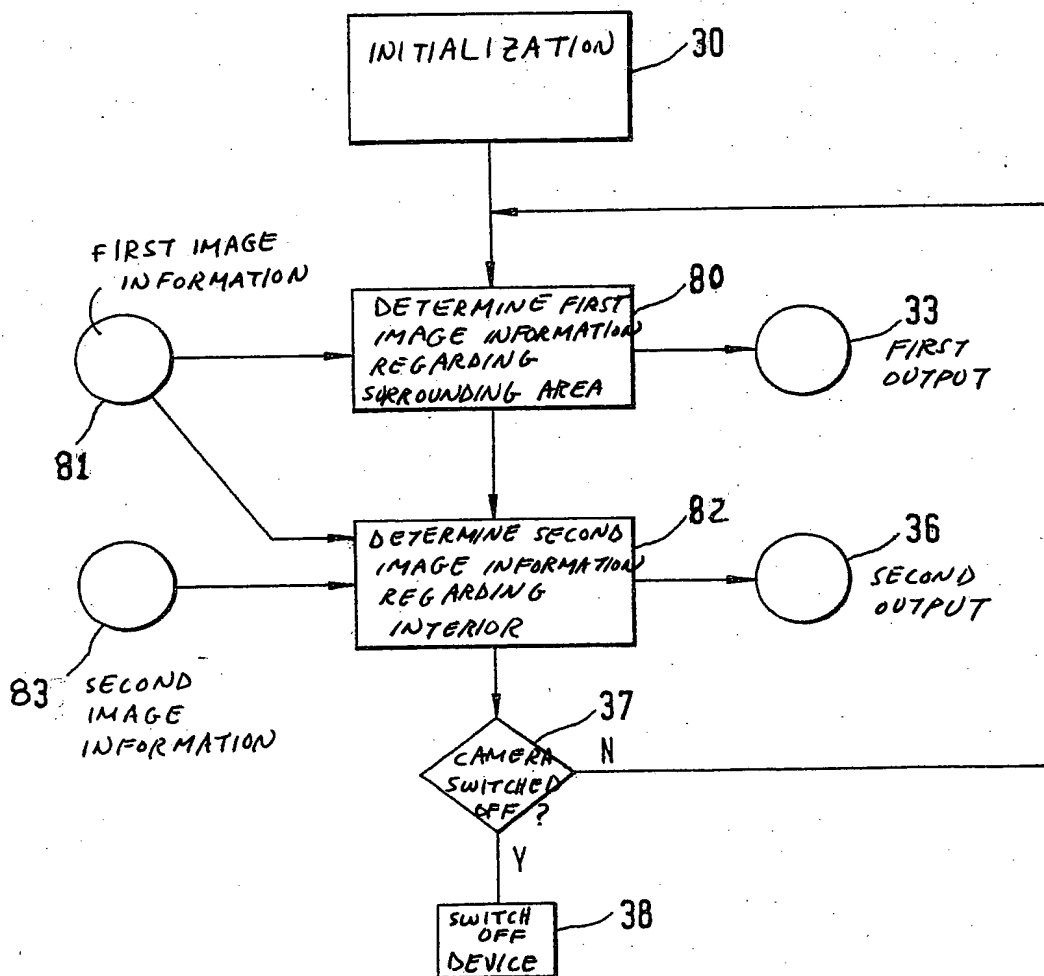 INITIALIZATION
30
FIRST IMAGE
INFORMATION
81
DETERMINE FIRST
IMAGE INFORMATION
REGARDING
SURROUNDING AREA
80
33
FIRST
OUTPUT
DETERMINE SECOND
IMAGE INFORMATION
REGARDING
INTERIOR
82
36
SECOND
OUTPUT
83
SECOND
IMAGE
INFORMATION
CAMERA
SWITCHED
OFF ?
37
N
Y
SWITCH
OFF
DEVICE
38